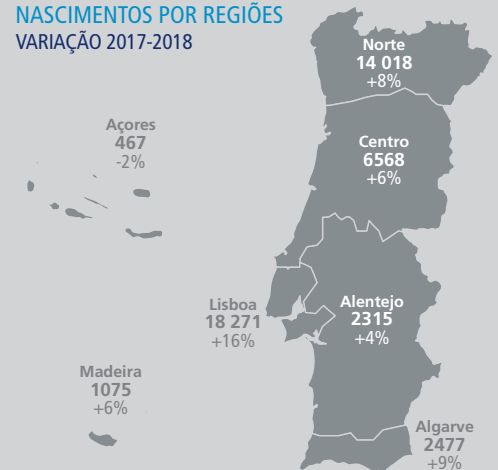 NASCIMENTOS POR REGIÕES
VARIAÇÃO 2017-2018
Norte
14 018
+8%
Açores
467
-2%
Centro
6568
+6%
Lisboa
18 271
+16%
Alentejo
2315
+4%
Madeira
1075
+6%
Algarve
2477
+9%